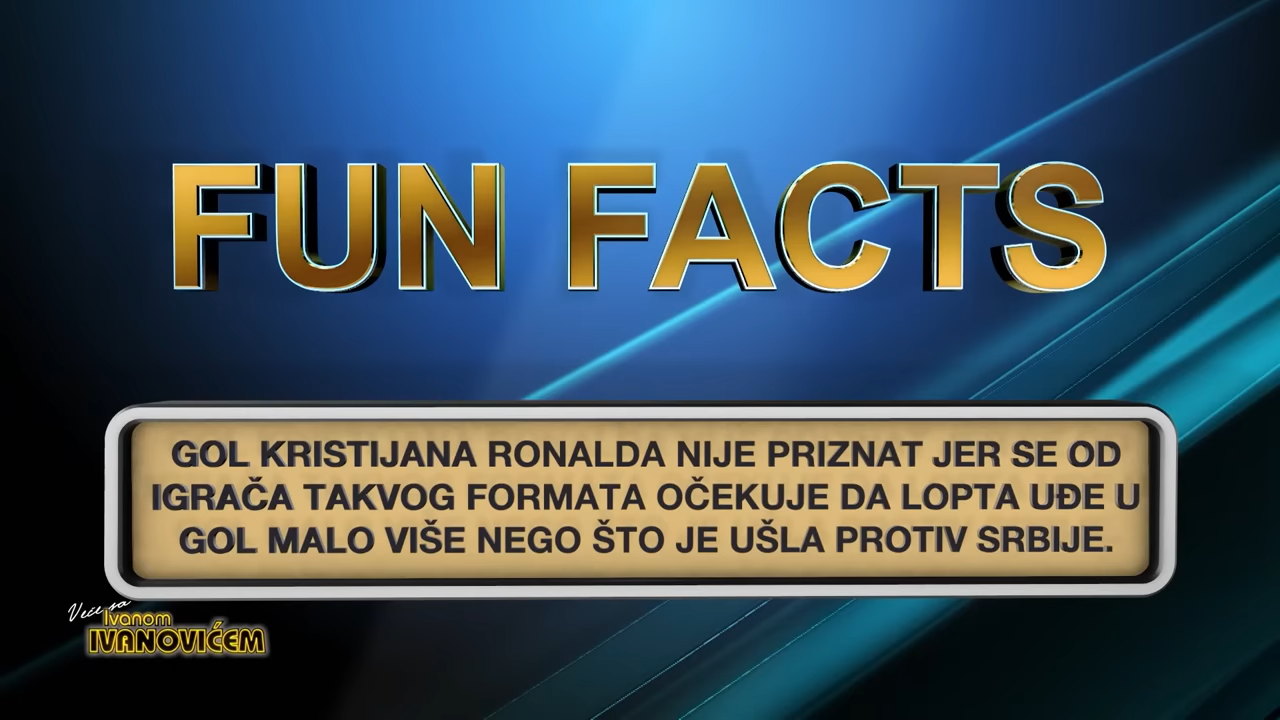 FUN FACTS
GOL KRISTIJANA RONALDA NIJE PRIZNAT JER SE OD
IGRAČA TAKVOG FORMATA OČEKUJE DA LOPTA UĐE U
GOL MALO VIŠE NEGO ŠTO JE UŠLA PROTIV SRBIJE.
Veče sa
Ivanom
IVANOVIĆEM